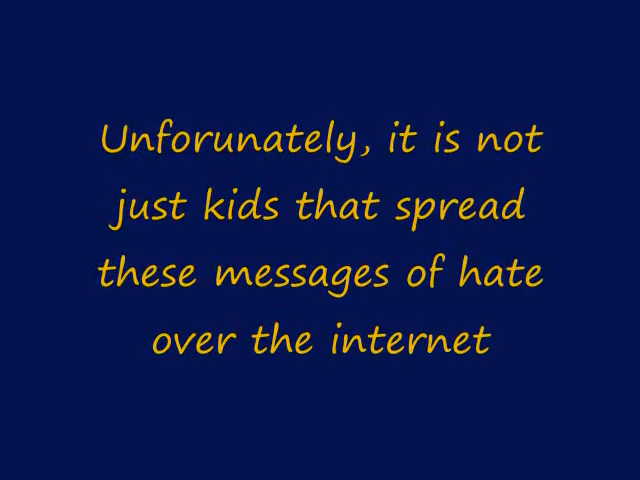 Unforunately, it is not
just kids that spread
these messages of hate
over the internet